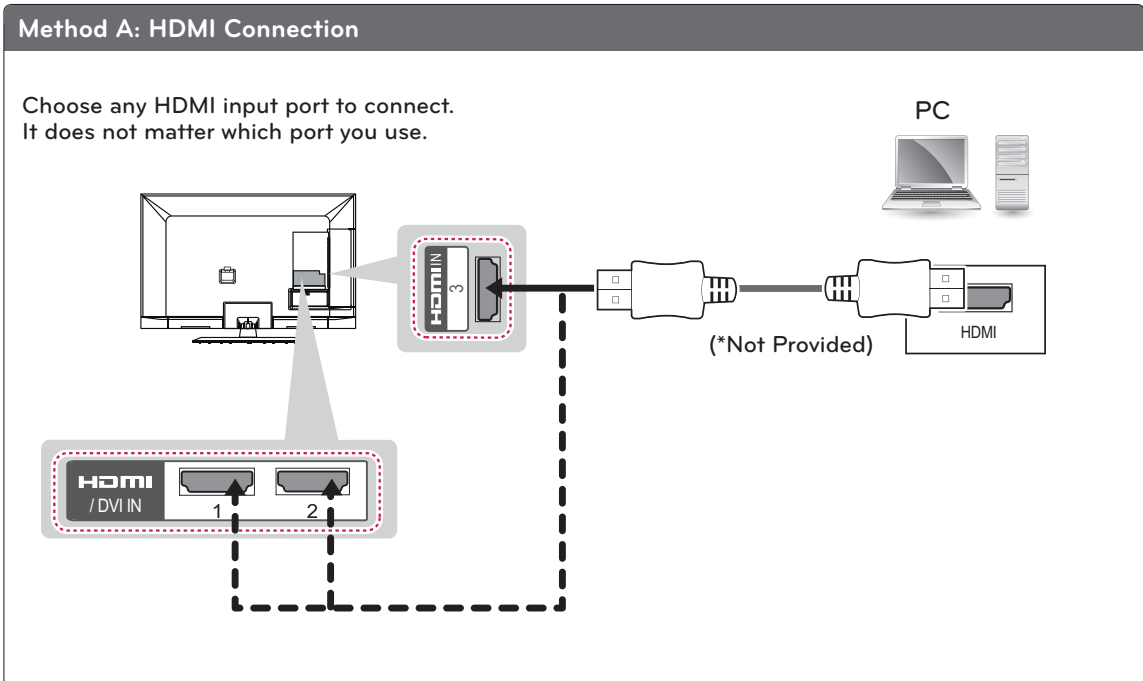 Method A: HDMI Connection
Choose any HDMI input port to connect.
It does not matter which port you use.
PC
HDMI IN
3
(*Not Provided)
HDMI
HDMI
/ DVI IN
1
2